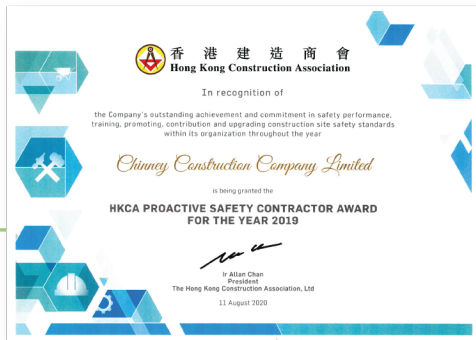 香港建造商會
Hong Kong Construction Association
In recognition of
the Company's outstanding achievement and commitment in safety performance,
training, promoting, contribution and upgrading construction site safety standards
within its organization throughout the year
Chinney Construction Company Limited
is being granted the
HKCA PROACTIVE SAFETY CONTRACTOR AWARD
FOR THE YEAR 2019
Ir Allan Chan
President
The Hong Kong Construction Association, Ltd
11 August 2020